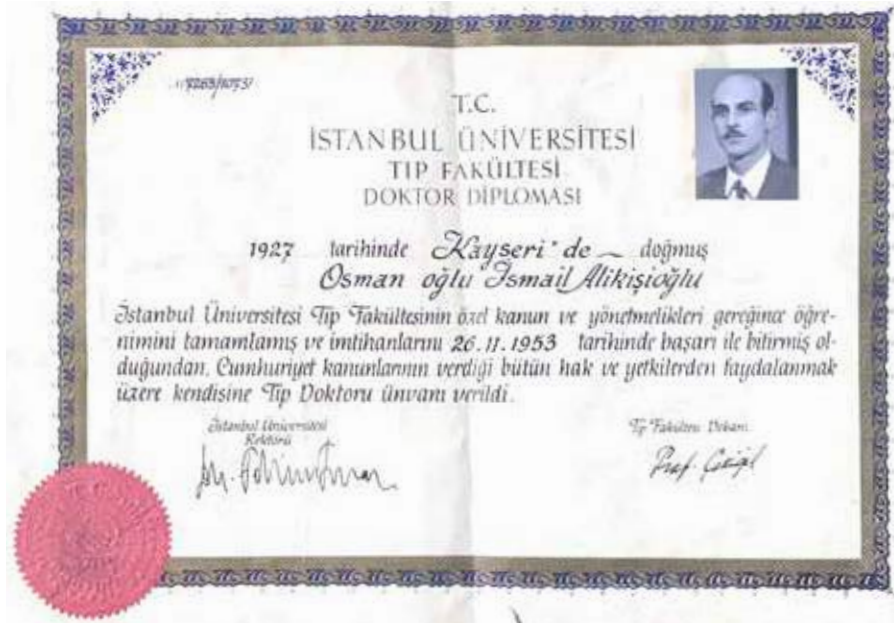 T.C.
İSTANBUL ÜNİVERSİTESİ
TIP FAKÜLTESİ
DOKTOR DİPLOMASI
1927 tarihinde Kayseri'de doğmuş
Osman oğlu İsmail Alikişioğlu
İstanbul Üniversitesi Tıp Fakültesinin özel kanun ve yönetmelikleri gereğince öğre-
nimini tamamlamış ve imtihanlarını 26.11.1953 tarihinde başarı ile bitirmiş ol-
duğundan, Cumhuriyet kanunlarının verdiği bütün hak ve yetkilerden faydalanmak
üzere kendisine Tıp Doktoru ünvanı verildi.
İstanbul Üniversitesi
Rektörü
Tıp Fakültesi Dekanı
Prof.